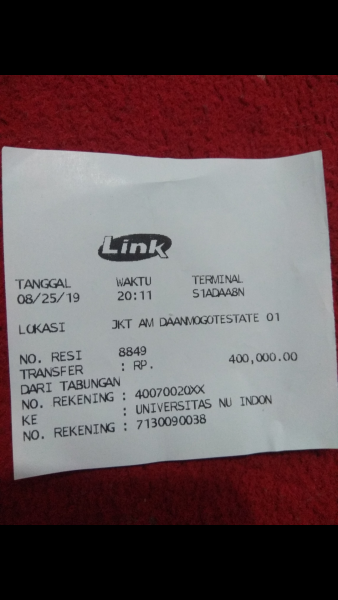 Link
TANGGAL WAKTU TERMINAL
08/25/19 20:11 S1ADAA8N
LOKASI JKT AM DAANMOGOTESTATE 01
NO. RESI 8849
TRANSFER : RP. 400,000.00
DARI TABUNGAN
NO. REKENING : 40070020XX
KE : UNIVERSITAS NU INDON
NO. REKENING : 7130090038